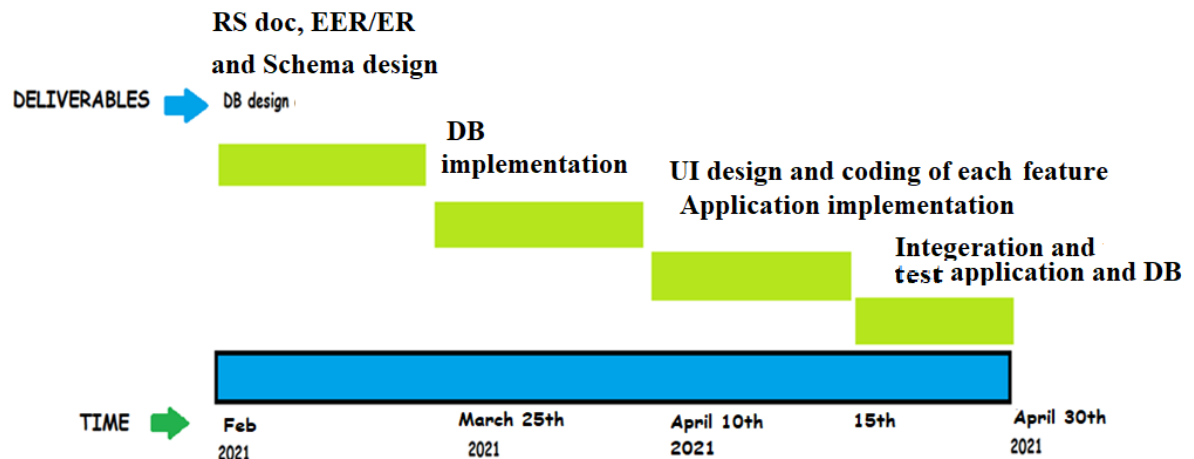 RS doc, EER/ER
and Schema design
DELIVERABLES
DB design
DB
implementation
UI design and coding of each feature
Application implementation
Integeration and
test application and DB
TIME
Feb
2021
March 25th
2021
April 10th
2021
15th
April 30th
2021